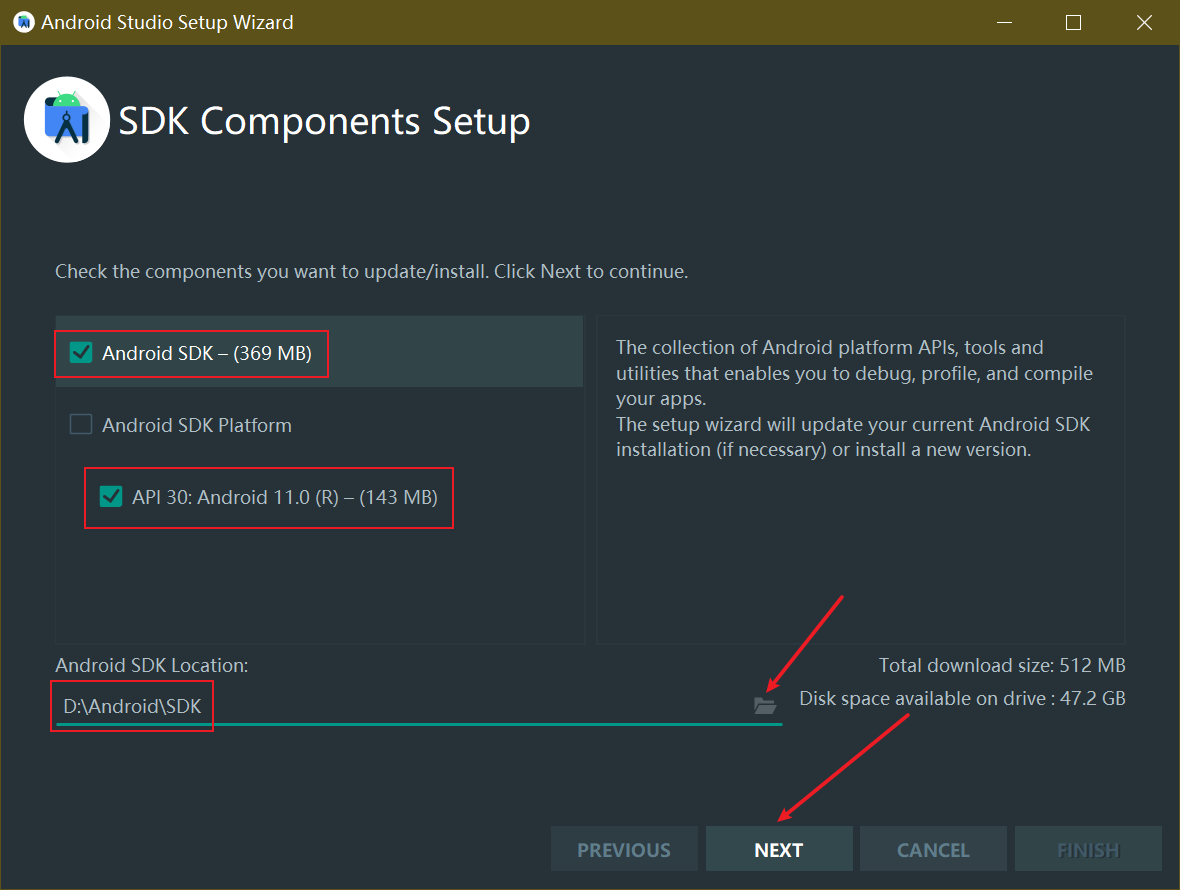 Android Studio Setup Wizard
SDK Components Setup
Check the components you want to update/install. Click Next to continue.
Android SDK – (369 MB)
Android SDK Platform
API 30: Android 11.0 (R) – (143 MB)
The collection of Android platform APIs, tools and
utilities that enables you to debug, profile, and compile
your apps.
The setup wizard will update your current Android SDK
installation (if necessary) or install a new version.
Android SDK Location:
D:\Android\SDK
Total download size: 512 MB
Disk space available on drive : 47.2 GB
PREVIOUS
NEXT
CANCEL
FINISH